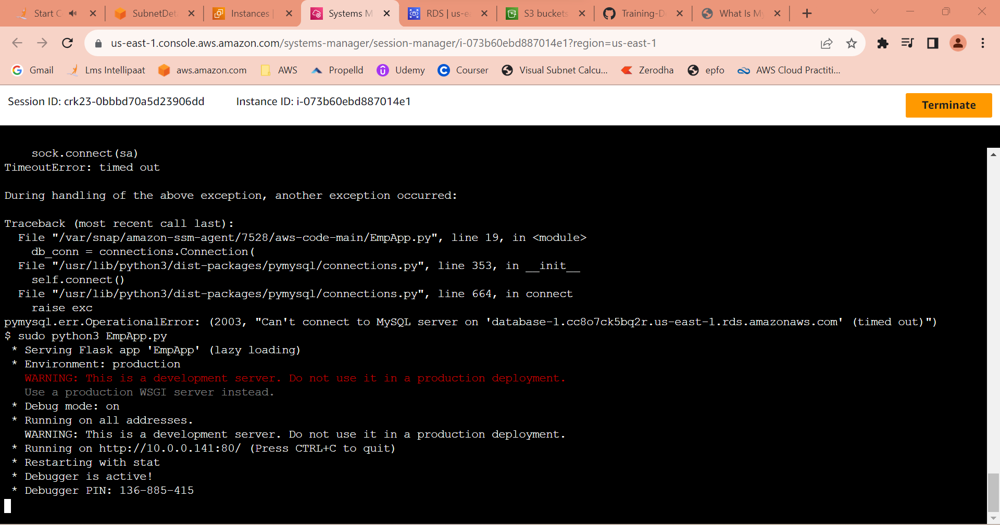 Start C
SubnetDet
Instances |
Systems M
RDS | us-e
S3 buckets
Training-D
What Is My
us-east-1.console.aws.amazon.com/systems-manager/session-manager/i-073b60ebd887014e1?region=us-east-1
Gmail
Lms Intellipaat
aws.amazon.com
AWS
Propelld
Udemy
Courser
Visual Subnet Calcu...
Zerodha
epfo
AWS Cloud Practiti...
Session ID: crk23-0bbbd70a5d23906dd
Instance ID: i-073b60ebd887014e1
Terminate
sock.connect(sa)
TimeoutError: timed out
During handling of the above exception, another exception occurred:
Traceback (most recent call last):
File "/var/snap/amazon-ssm-agent/7528/aws-code-main/EmpApp.py", line 19, in <module>
db_conn = connections.Connection(
File "/usr/lib/python3/dist-packages/pymysql/connections.py", line 353, in __init__
self.connect()
File "/usr/lib/python3/dist-packages/pymysql/connections.py", line 664, in connect
raise exc
pymysql.err.OperationalError: (2003, "Can't connect to MySQL server on 'database-1.cc8o7ck5bq2r.us-east-1.rds.amazonaws.com' (timed out)")
$ sudo python3 EmpApp.py
* Serving Flask app 'EmpApp' (lazy loading)
* Environment: production
WARNING: This is a development server. Do not use it in a production deployment.
Use a production WSGI server instead.
* Debug mode: on
* Running on all addresses.
WARNING: This is a development server. Do not use it in a production deployment.
* Running on http://10.0.0.141:80/ (Press CTRL+C to quit)
* Restarting with stat
* Debugger is active!
* Debugger PIN: 136-885-415